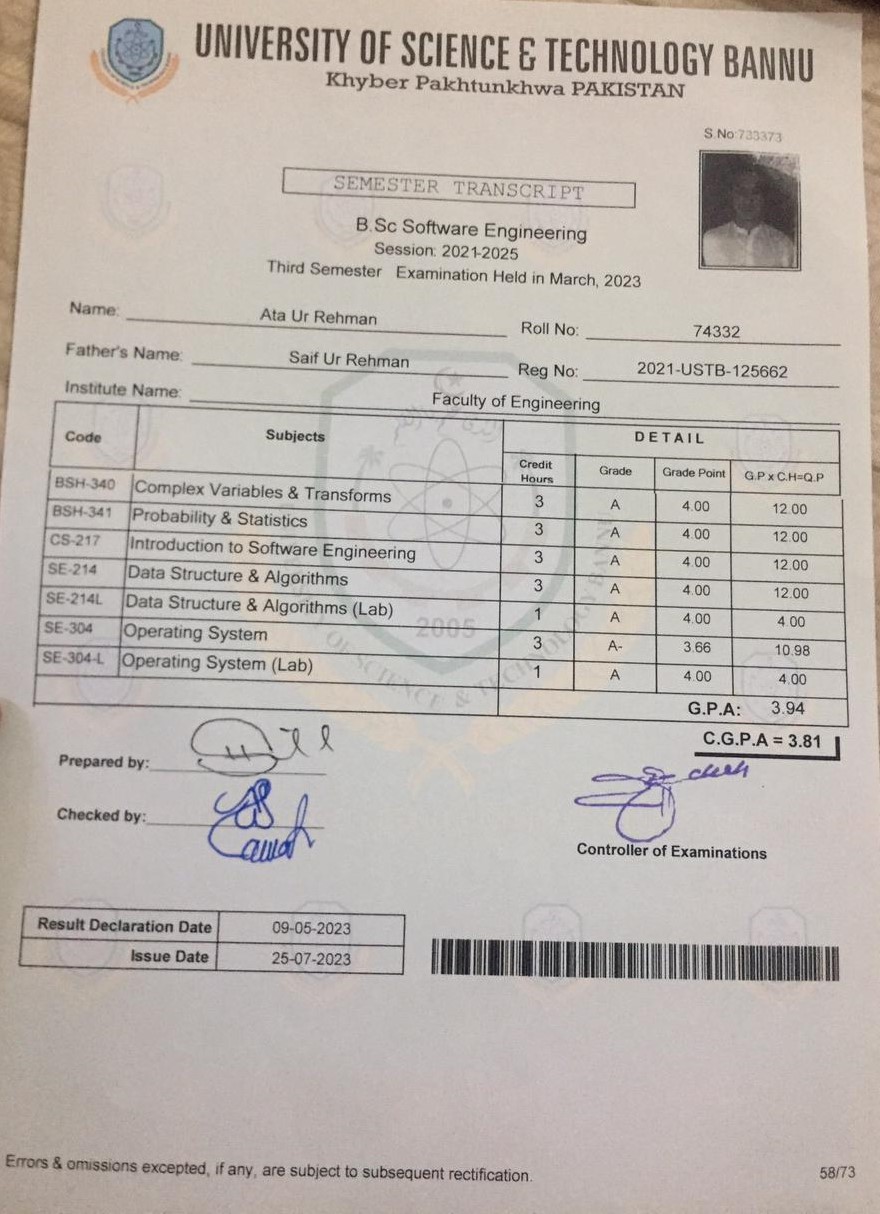 UNIVERSITY OF SCIENCE & TECHNOLOGY BANNU
Khyber Pakhtunkhwa PAKISTAN
S.No:733373
SEMESTER TRANSCRIPT
B.Sc Software Engineering
Session: 2021-2025
Third Semester Examination Held in March, 2023
Name: Ata Ur Rehman Roll No: 74332
Father's Name: Saif Ur Rehman Reg No: 2021-USTB-125662
Institute Name: Faculty of Engineering
Code Subjects DETAIL
Credit Hours Grade Grade Point G.P x C.H=Q.P
BSH-340 Complex Variables & Transforms 3 A 4.00 12.00
BSH-341 Probability & Statistics 3 A 4.00 12.00
CS-217 Introduction to Software Engineering 3 A 4.00 12.00
SE-214 Data Structure & Algorithms 3 A 4.00 12.00
SE-214L Data Structure & Algorithms (Lab) 1 A 4.00 4.00
SE-304 Operating System 3 A- 3.66 10.98
SE-304-L Operating System (Lab) 1 A 4.00 4.00
2005
G.P.A: 3.94
C.G.P.A = 3.81
Prepared by:
Checked by:
Controller of Examinations
Result Declaration Date 09-05-2023
Issue Date 25-07-2023
Errors & omissions excepted, if any, are subject to subsequent rectification.
58/73